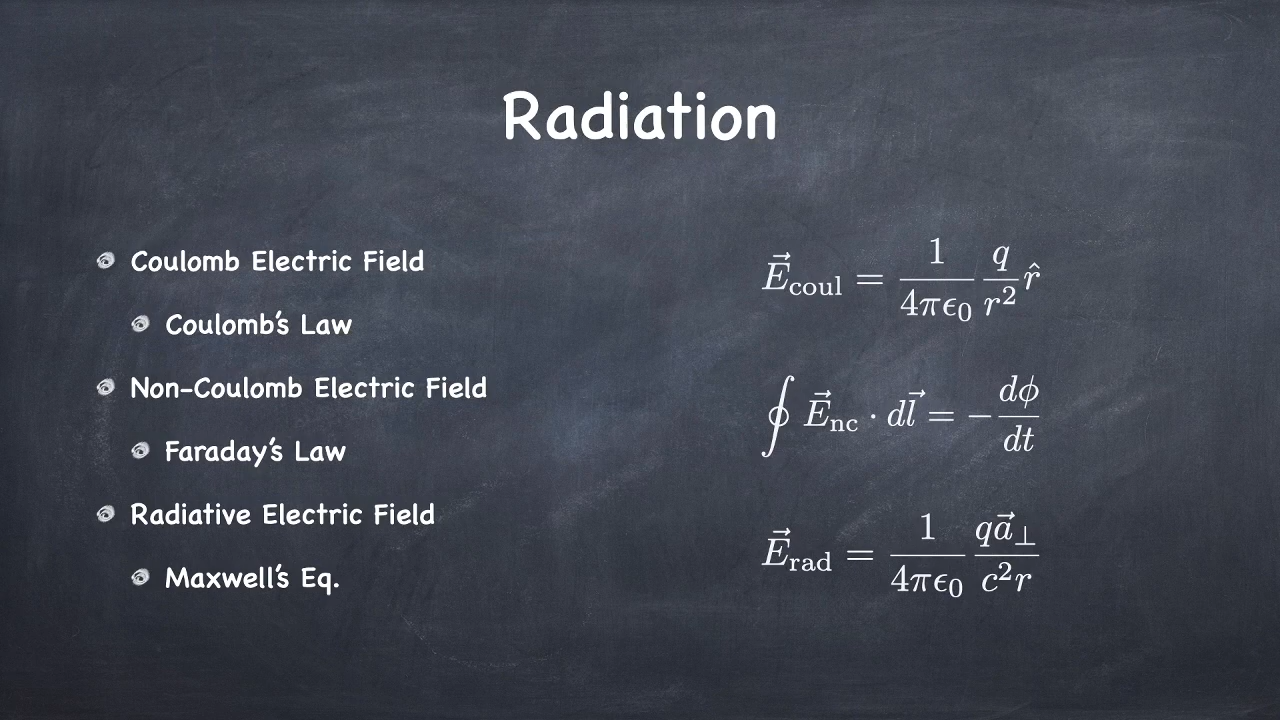 Radiation
Coulomb Electric Field
Coulomb's Law
Non-Coulomb Electric Field
Faraday's Law
Radiative Electric Field
Maxwell's Eq.
$\vec{E}_{\text{coul}} = \frac{1}{4\pi\epsilon_0} \frac{q}{r^2} \hat{r}$
$\oint \vec{E}_{\text{nc}} \cdot d\vec{l} = -\frac{d\phi}{dt}$
$\vec{E}_{\text{rad}} = \frac{1}{4\pi\epsilon_0} \frac{q\vec{a}_\perp}{c^2 r}$